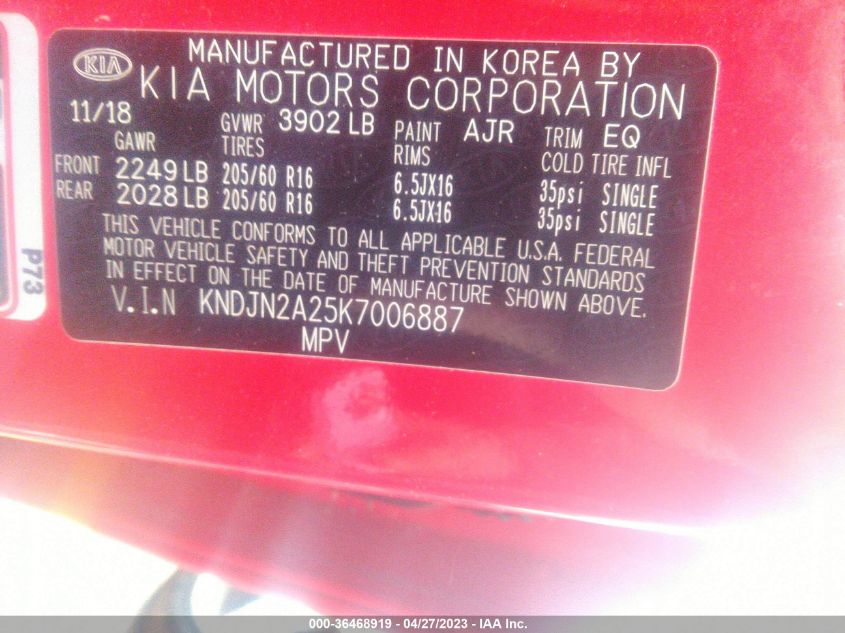 KIA
MANUFACTURED IN KOREA BY
KIA MOTORS CORPORATION
11/18 GVWR 3902 LB PAINT AJR TRIM EQ
GAWR TIRES RIMS COLD TIRE INFL
FRONT 2249 LB 205/60 R16 6.5JX16 35psi SINGLE
REAR 2028 LB 205/60 R16 6.5JX16 35psi SINGLE
THIS VEHICLE CONFORMS TO ALL APPLICABLE U.S.A. FEDERAL
MOTOR VEHICLE SAFETY AND THEFT PREVENTION STANDARDS
IN EFFECT ON THE DATE OF MANUFACTURE SHOWN ABOVE.
V.I.N KNDJN2A25K7006887
MPV
P73
000-36468919 - 04/27/2023 - IAA Inc.